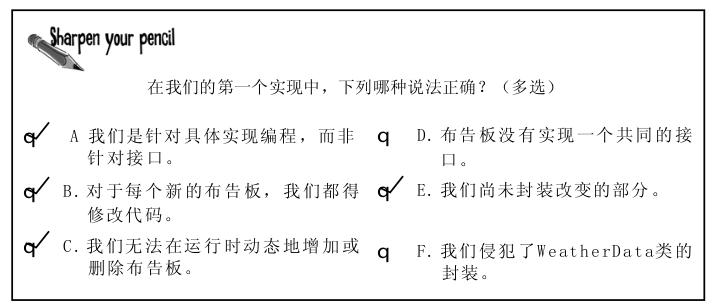 Sharpen your pencil
在我们的第一个实现中，下列哪种说法正确？（多选）
q A 我们是针对具体实现编程，而非
针对接口。
q B. 对于每个新的布告板，我们都得
修改代码。
q C. 我们无法在运行时动态地增加或
删除布告板。
q D. 布告板没有实现一个共同的接
口。
q E. 我们尚未封装改变的部分。
q F. 我们侵犯了WeatherData类的
封装。